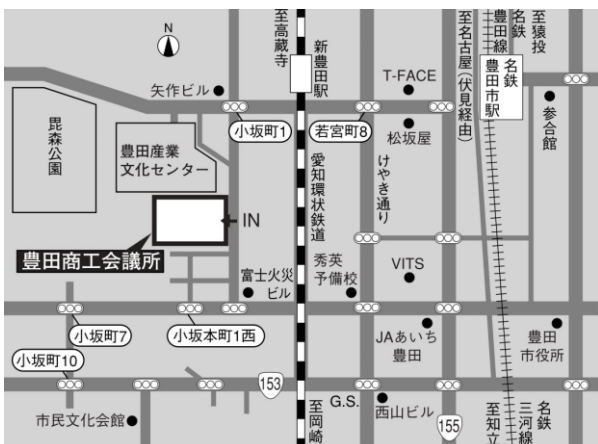 N
至高蔵寺
新豊田駅
至名古屋(伏見経由)
名鉄
豊田線
至猿投
名鉄
豊田市駅
T-FACE
矢作ビル
小坂町1
若宮町8
松坂屋
参合館
毘森公園
豊田産業
文化センター
愛知環状鉄道
けやき通り
IN
豊田商工会議所
富士火災
ビル
秀英
予備校
VITS
小坂町7
小坂本町1西
JAあいち
豊田
豊田
市役所
小坂町10
153
G.S.
西山ビル
155
市民文化会館
至岡崎
至知立
名鉄
三河線